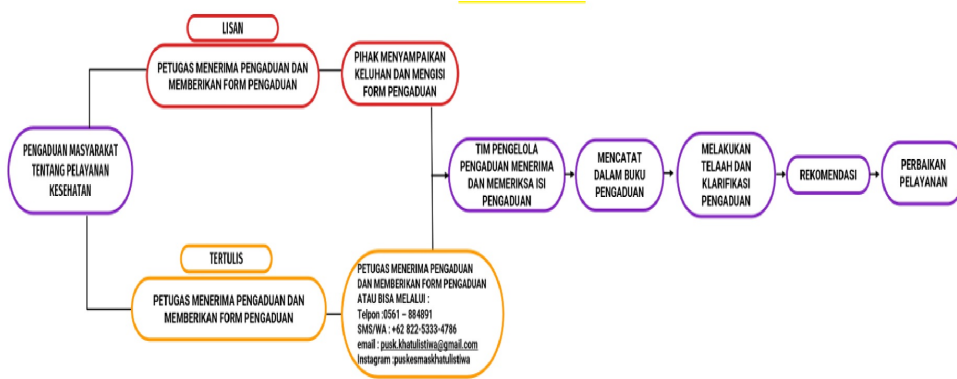 LISAN
PETUGAS MENERIMA PENGADUAN DAN
MEMBERIKAN FORM PENGADUAN
PIHAK MENYAMPAIKAN
KELUHAN DAN MENGISI
FORM PENGADUAN
PENGADUAN MASYARAKAT
TENTANG PELAYANAN
KESEHATAN
TERTULIS
PETUGAS MENERIMA PENGADUAN DAN
MEMBERIKAN FORM PENGADUAN
PETUGAS MENERIMA PENGADUAN
DAN MEMBERIKAN FORM PENGADUAN
ATAU BISA MELALUI :
Telpon :0561 – 884891
SMS/WA : +62 822-5333-4786
email : pusk.khatulistiwa@gmail.com
Instagram :puskesmaskhatulistiwa
TIM PENGELOLA
PENGADUAN MENERIMA
DAN MEMERIKSA ISI
PENGADUAN
MENCATAT
DALAM BUKU
PENGADUAN
MELAKUKAN
TELAAH DAN
KLARIFIKASI
PENGADUAN
REKOMENDASI
PERBAIKAN
PELAYANAN